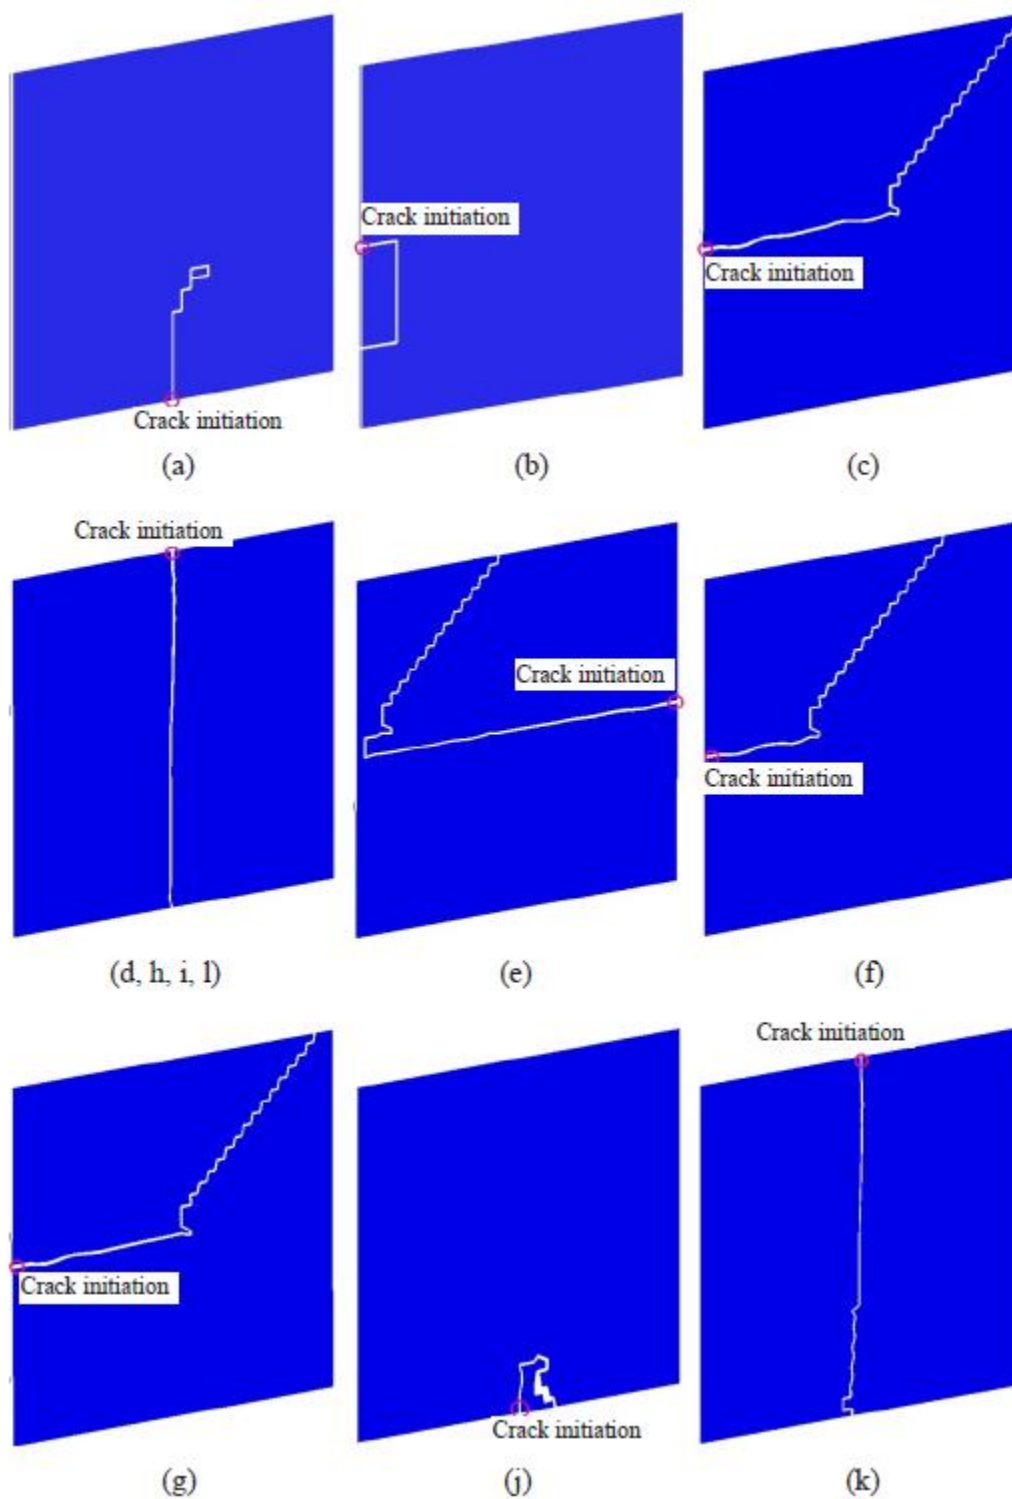 Crack initiation
(a)
Crack initiation
(b)
Crack initiation
(c)
Crack initiation
(d, h, i, l)
Crack initiation
(e)
Crack initiation
(f)
Crack initiation
(g)
Crack initiation
(j)
Crack initiation
(k)